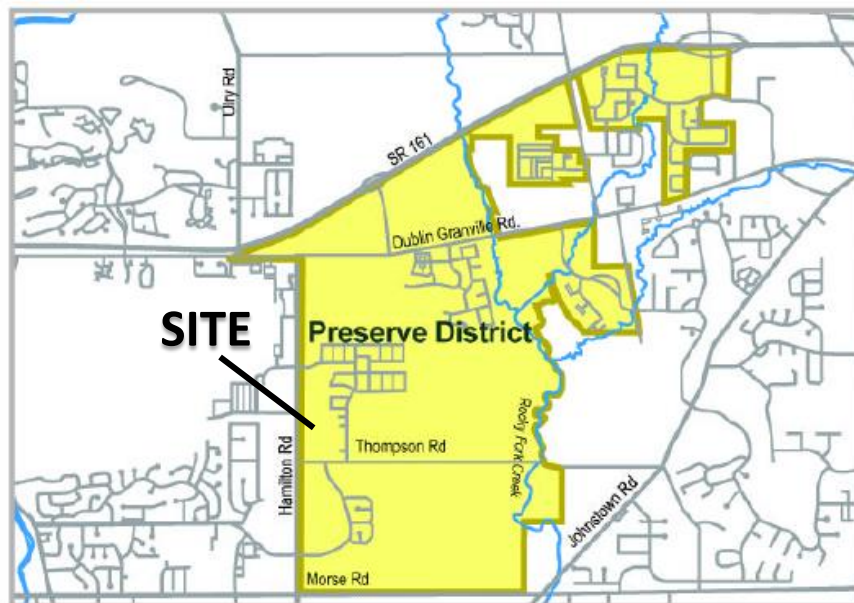 Ulry Rd
SR 161
Dublin Granville Rd.
SITE
Preserve District
Hamilton Rd
Thompson Rd
Rocky Fork Creek
Johnstown Rd
Morse Rd